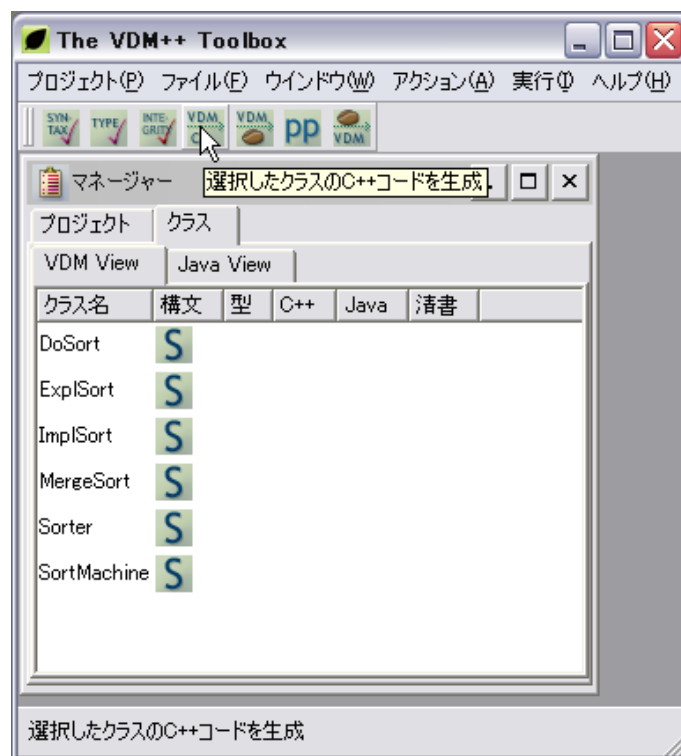 The VDM++ Toolbox
プロジェクト(P) ファイル(F) ウインドウ(W) アクション(A) 実行(I) ヘルプ(H)
SYN-TAX TYPE INTE-GRITY VDM C VDM pp VDM
マネージャー 選択したクラスのC++コードを生成
プロジェクト クラス
VDM View Java View
クラス名 構文 型 C++ Java 清書
DoSort S
ExplSort S
ImplSort S
MergeSort S
Sorter S
SortMachine S
選択したクラスのC++コードを生成